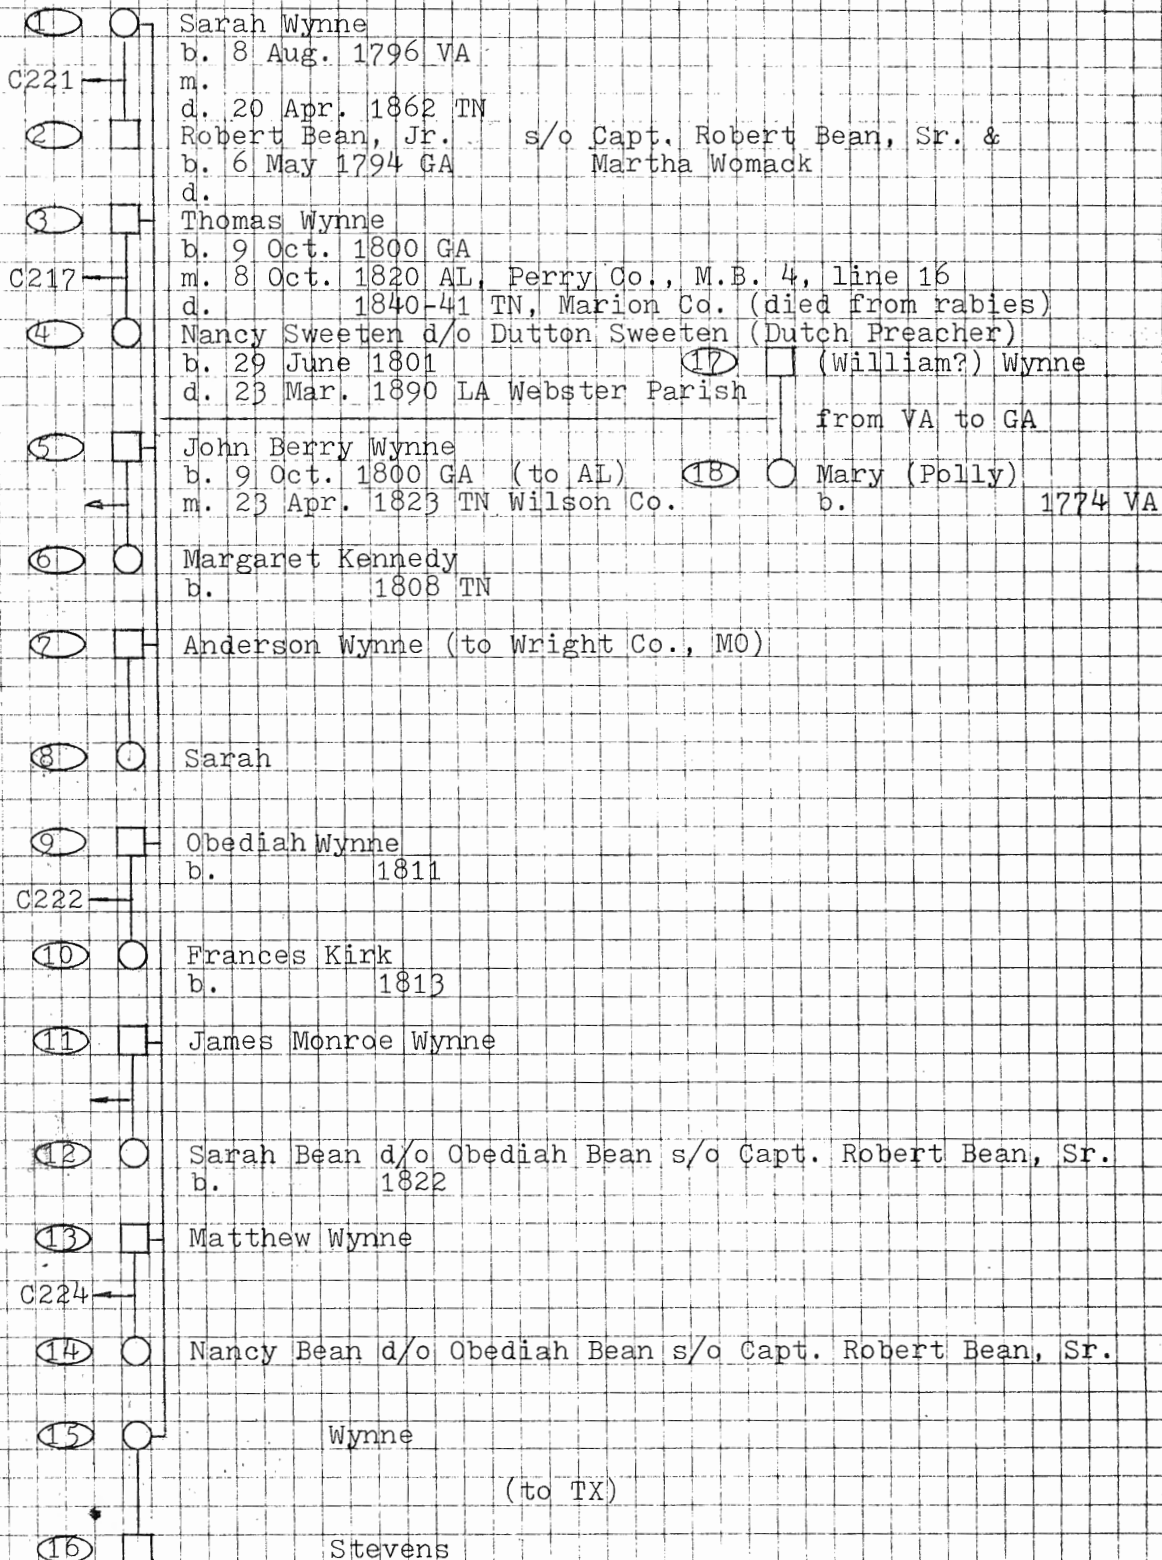 1 Sarah Wynne
b. 8 Aug. 1796 VA
C221 m.
d. 20 Apr. 1862 TN
2 Robert Bean, Jr. s/o Capt. Robert Bean, Sr. &
b. 6 May 1794 GA Martha Womack
d.
3 Thomas Wynne
b. 9 Oct. 1800 GA
C217 m. 8 Oct. 1820 AL, Perry Co., M.B. 4, line 16
d. 1840-41 TN, Marion Co. (died from rabies)
4 Nancy Sweeten d/o Dutton Sweeten (Dutch Preacher)
b. 29 June 1801 17 (William?) Wynne
d. 23 Mar. 1890 LA Webster Parish
from VA to GA
5 John Berry Wynne
b. 9 Oct. 1800 GA (to AL) 18 Mary (Polly)
m. 23 Apr. 1823 TN Wilson Co. b. 1774 VA
6 Margaret Kennedy
b. 1808 TN
7 Anderson Wynne (to Wright Co., MO)
8 Sarah
9 Obediah Wynne
b. 1811
C222
10 Frances Kirk
b. 1813
11 James Monroe Wynne
12 Sarah Bean d/o Obediah Bean s/o Capt. Robert Bean, Sr.
b. 1822
13 Matthew Wynne
C224
14 Nancy Bean d/o Obediah Bean s/o Capt. Robert Bean, Sr.
15 Wynne
(to TX)
16 Stevens